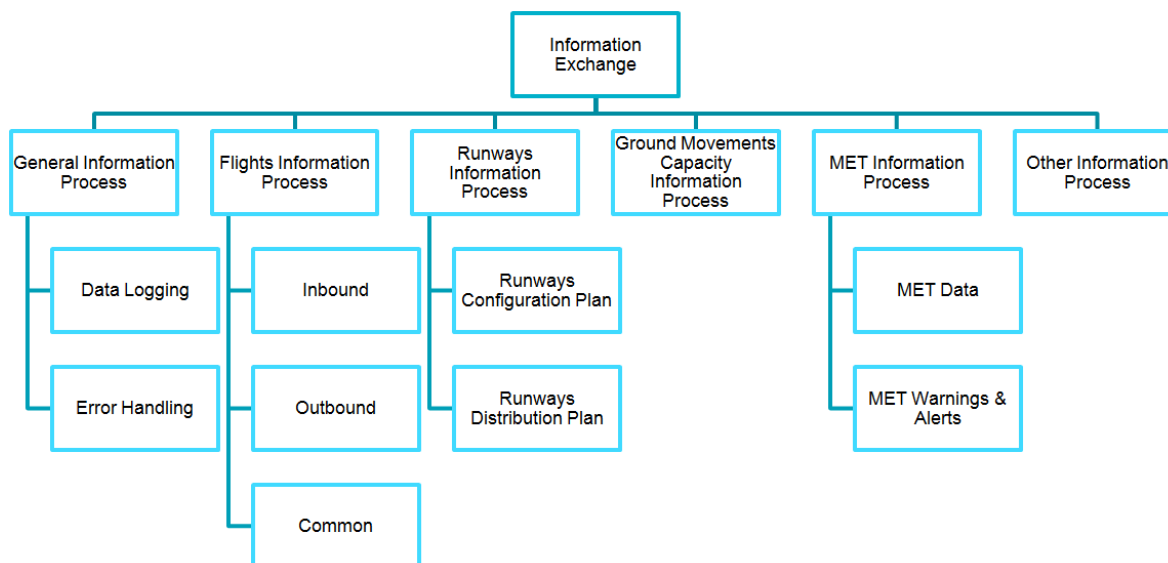 Information
Exchange
General Information
Process
Flights Information
Process
Runways
Information
Process
Ground Movements
Capacity
Information
Process
MET Information
Process
Other Information
Process
Data Logging
Inbound
Runways
Configuration Plan
MET Data
Error Handling
Outbound
Runways
Distribution Plan
MET Warnings &
Alerts
Common